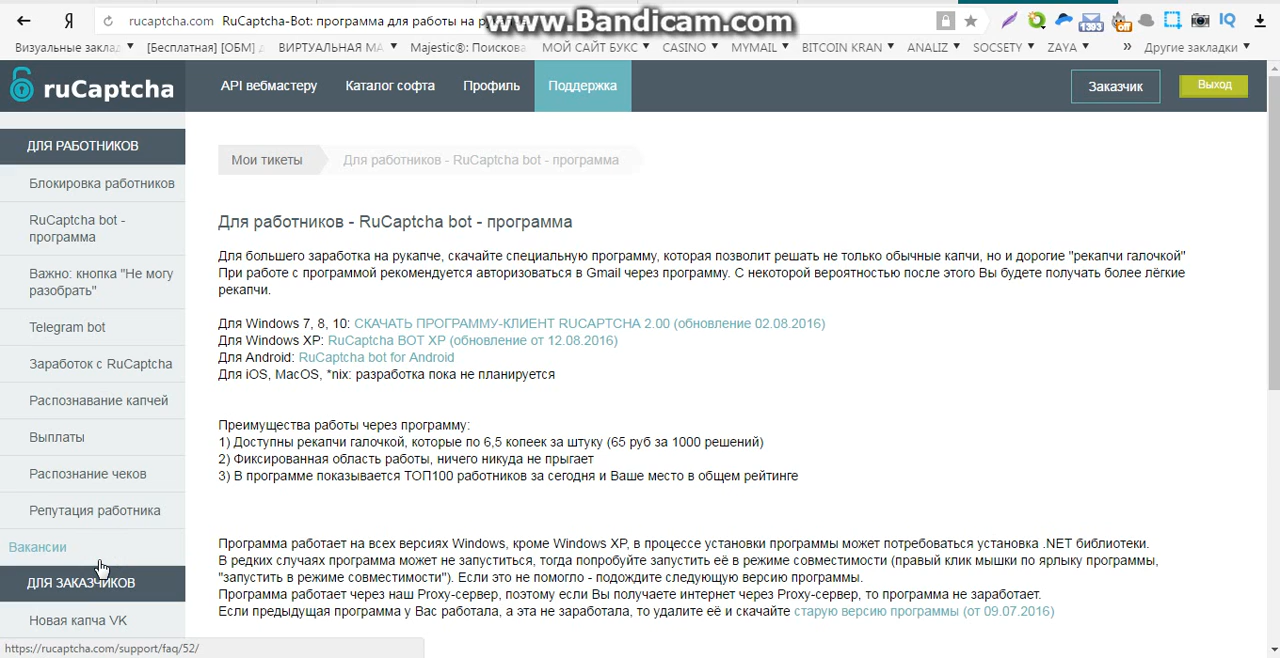 Я rucaptcha.com RuCaptcha-Bot: программа для работы на
www.Bandicam.com
1393
off
IQ
Визуальные заклад [Бесплатная] [ОБМ] ВИРТУАЛЬНАЯ МА Majestic®: Поискова МОЙ САЙТ БУКС CASINO MYMAIL BITCOIN KRAN ANALIZ SOCSETY ZAYA » Другие закладки
ruCaptcha API вебмастеру Каталог софта Профиль Поддержка Заказчик Выход
ДЛЯ РАБОТНИКОВ
Блокировка работников
RuCaptcha bot -
программа
Важно: кнопка "Не могу
разобрать"
Telegram bot
Заработок с RuCaptcha
Распознавание капчей
Выплаты
Распознание чеков
Репутация работника
Вакансии
ДЛЯ ЗАКАЗЧИКОВ
Новая капча VK
https://rucaptcha.com/support/faq/52/
Мои тикеты Для работников - RuCaptcha bot - программа
Для работников - RuCaptcha bot - программа
Для большего заработка на рукапче, скачайте специальную программу, которая позволит решать не только обычные капчи, но и дорогие "рекапчи галочкой"
При работе с программой рекомендуется авторизоваться в Gmail через программу. С некоторой вероятностью после этого Вы будете получать более лёгкие
рекапчи.
Для Windows 7, 8, 10: СКАЧАТЬ ПРОГРАММУ-КЛИЕНТ RUCAPTCHA 2.00 (обновление 02.08.2016)
Для Windows XP: RuCaptcha BOT XP (обновление от 12.08.2016)
Для Android: RuCaptcha bot for Android
Для iOS, MacOS, *nix: разработка пока не планируется
Преимущества работы через программу:
1) Доступны рекапчи галочкой, которые по 6,5 копеек за штуку (65 руб за 1000 решений)
2) Фиксированная область работы, ничего никуда не прыгает
3) В программе показывается ТОП100 работников за сегодня и Ваше место в общем рейтинге
Программа работает на всех версиях Windows, кроме Windows XP, в процессе установки программы может потребоваться установка .NET библиотеки.
В редких случаях программа может не запуститься, тогда попробуйте запустить её в режиме совместимости (правый клик мышки по ярлыку программы,
"запустить в режиме совместимости"). Если это не помогло - подождите следующую версию программы.
Программа работает через наш Proxy-сервер, поэтому если Вы получаете интернет через Proxy-сервер, то программа не заработает.
Если предыдущая программа у Вас работала, а эта не заработала, то удалите её и скачайте старую версию программы (от 09.07.2016)